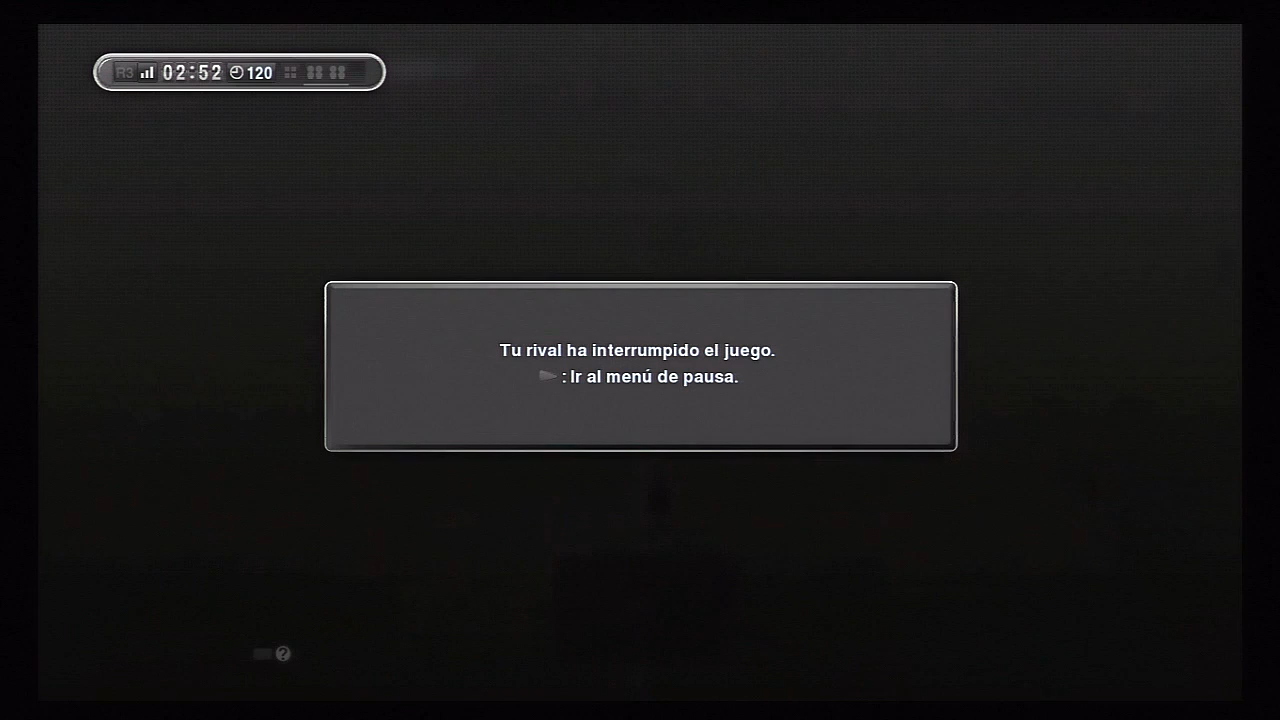 R3 02:52 120
Tu rival ha interrumpido el juego.
: Ir al menú de pausa.
?